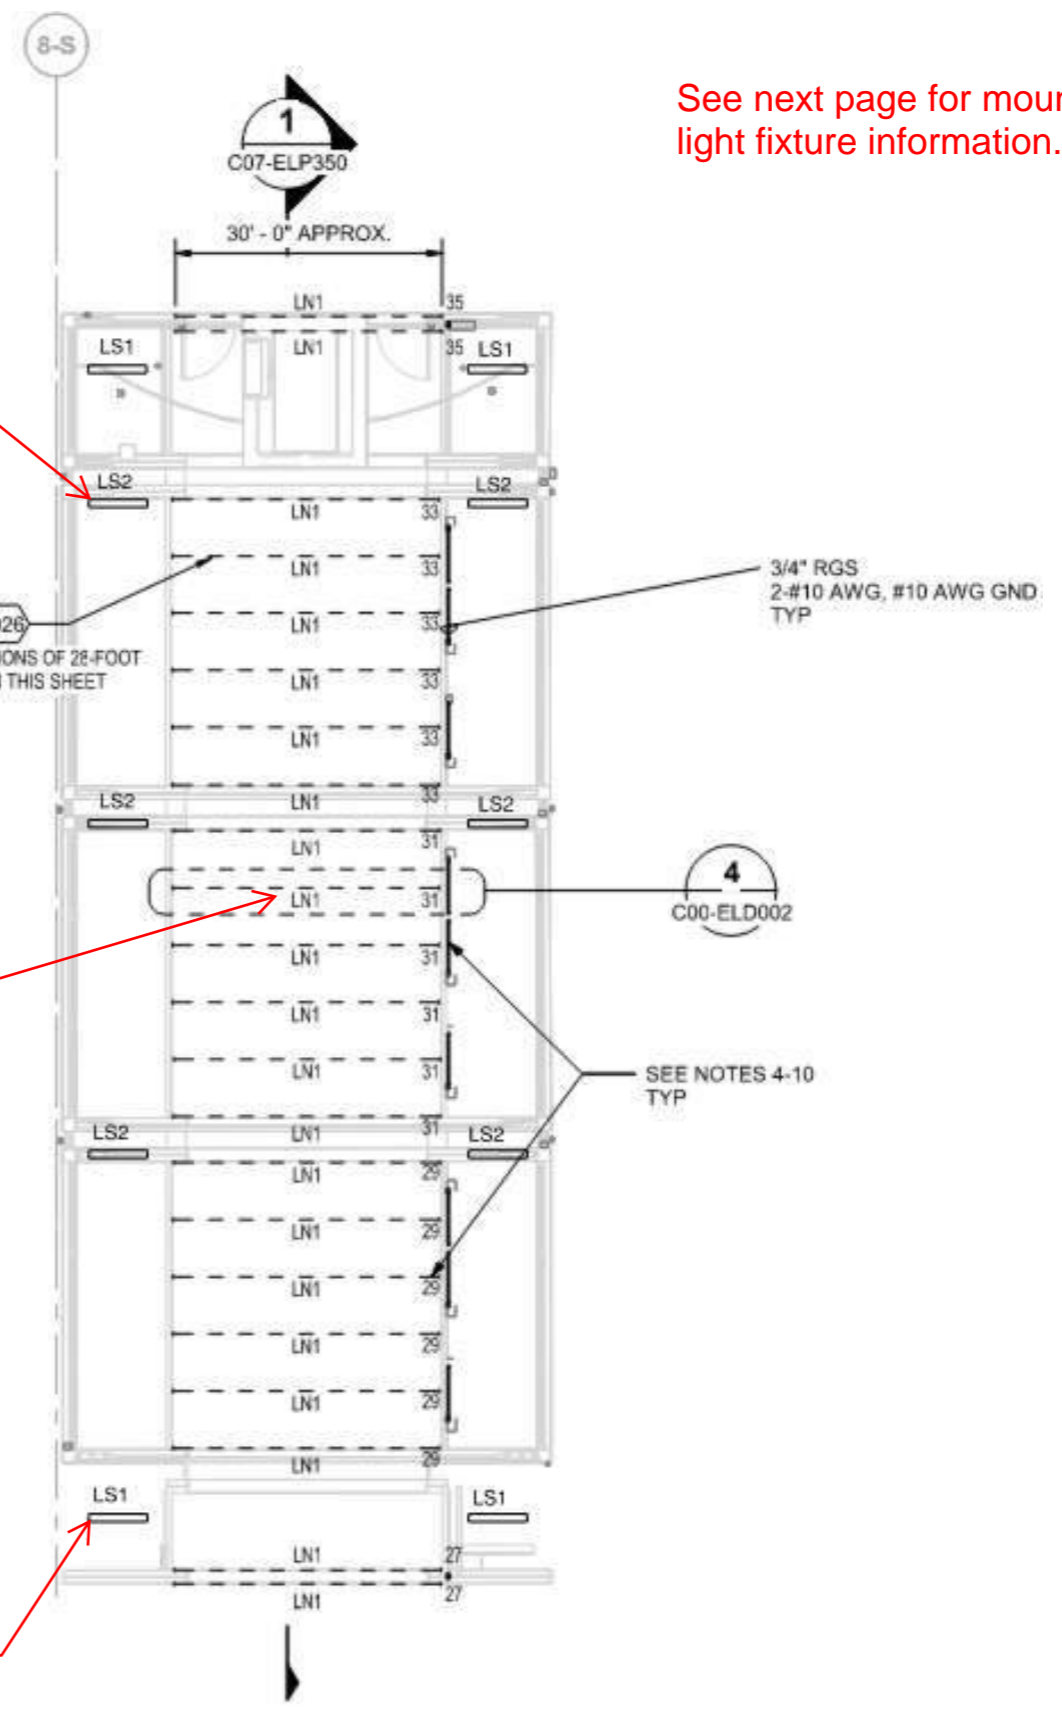 8-S
See next page for moun
light fixture information.
1
C07-ELP350
30' - 0" APPROX.
LN1 35
LS1 LN1 35 LS1
LS2 LS2
LN1 33
LN1 33
3/4" RGS
2-#10 AWG, #10 AWG GND
TYP
026
LN1 33
IONS OF 28-FOOT
THIS SHEET
LN1 33
LN1 33
LS2 LN1 33 LS2
LN1 31
4
C00-ELD002
LN1 31
LN1 31
LN1 31
LN1 31
SEE NOTES 4-10
TYP
LS2 LN1 31 LS2
LN1 29
LN1 29
LN1 29
LN1 29
LN1 29
LN1 29
LS1 LS1
LN1 27
LN1 27